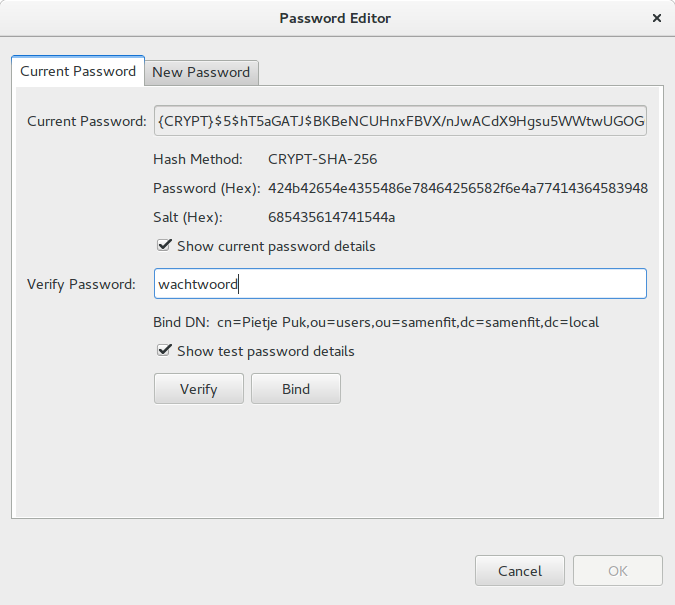 Password Editor
Current Password
New Password
Current Password: {CRYPT}$5$hT5aGATJ$BKBeNCUHnxFBVX/nJwACdX9Hgsu5WWtwUGOG
Hash Method: CRYPT-SHA-256
Password (Hex): 424b42654e4355486e78464256582f6e4a77414364583948
Salt (Hex): 685435614741544a
Show current password details
Verify Password: wachtwoord
Bind DN: cn=Pietje Puk,ou=users,ou=samenfit,dc=samenfit,dc=local
Show test password details
Verify
Bind
Cancel
OK